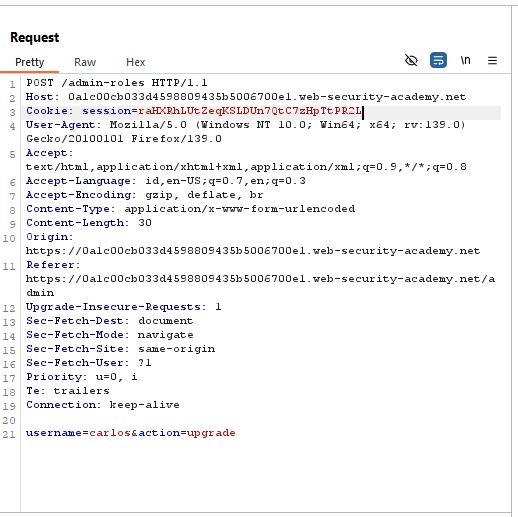 Request
Pretty Raw Hex \n
1 POST /admin-roles HTTP/1.1
2 Host: 0a1c00cb033d4598809435b5006700e1.web-security-academy.net
3 Cookie: session=raHXRhLUtZeqKSLDUn7QtC7zHpTtPR2L
4 User-Agent: Mozilla/5.0 (Windows NT 10.0; Win64; x64; rv:139.0)
Gecko/20100101 Firefox/139.0
5 Accept:
text/html,application/xhtml+xml,application/xml;q=0.9,*/*;q=0.8
6 Accept-Language: id,en-US;q=0.7,en;q=0.3
7 Accept-Encoding: gzip, deflate, br
8 Content-Type: application/x-www-form-urlencoded
9 Content-Length: 30
10 Origin:
https://0a1c00cb033d4598809435b5006700e1.web-security-academy.net
11 Referer:
https://0a1c00cb033d4598809435b5006700e1.web-security-academy.net/a
dmin
12 Upgrade-Insecure-Requests: 1
13 Sec-Fetch-Dest: document
14 Sec-Fetch-Mode: navigate
15 Sec-Fetch-Site: same-origin
16 Sec-Fetch-User: ?1
17 Priority: u=0, i
18 Te: trailers
19 Connection: keep-alive
20
21 username=carlos&action=upgrade